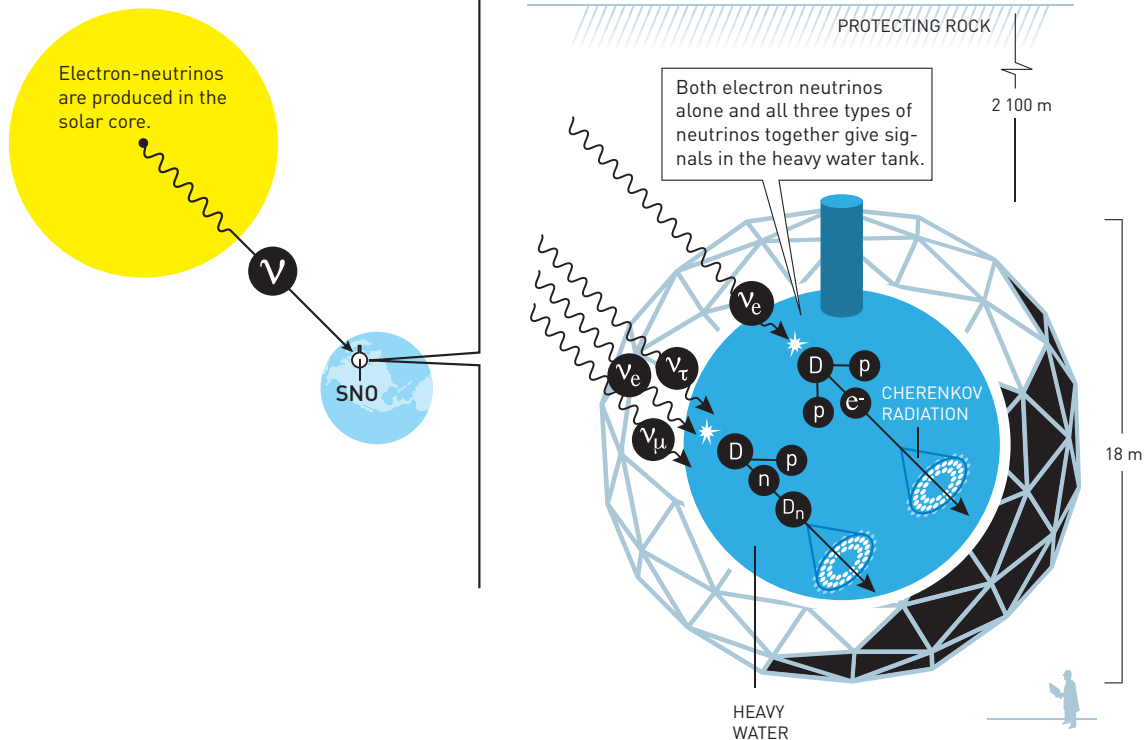 Electron-neutrinos
are produced in the
solar core.
ν
SNO
PROTECTING ROCK
2 100 m
Both electron neutrinos
alone and all three types of
neutrinos together give sig-
nals in the heavy water tank.
νe
D
p
p
e-
CHERENKOV
RADIATION
ντ
νe
νμ
D
p
n
Dn
18 m
HEAVY
WATER